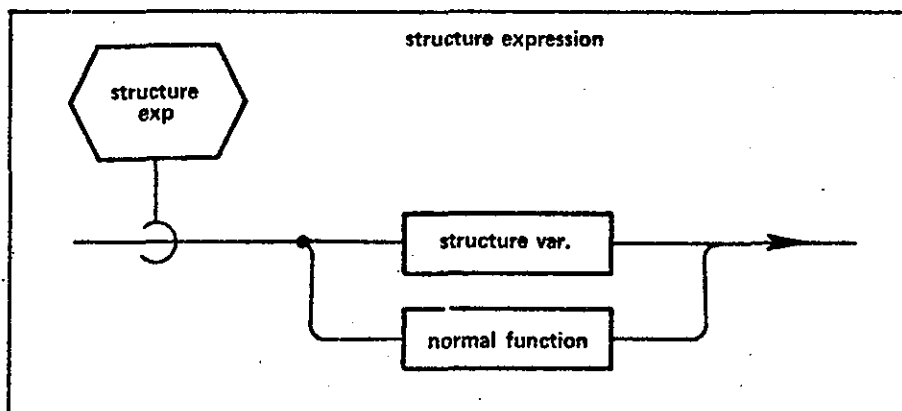 structure expression
structure
exp
structure var.
normal function